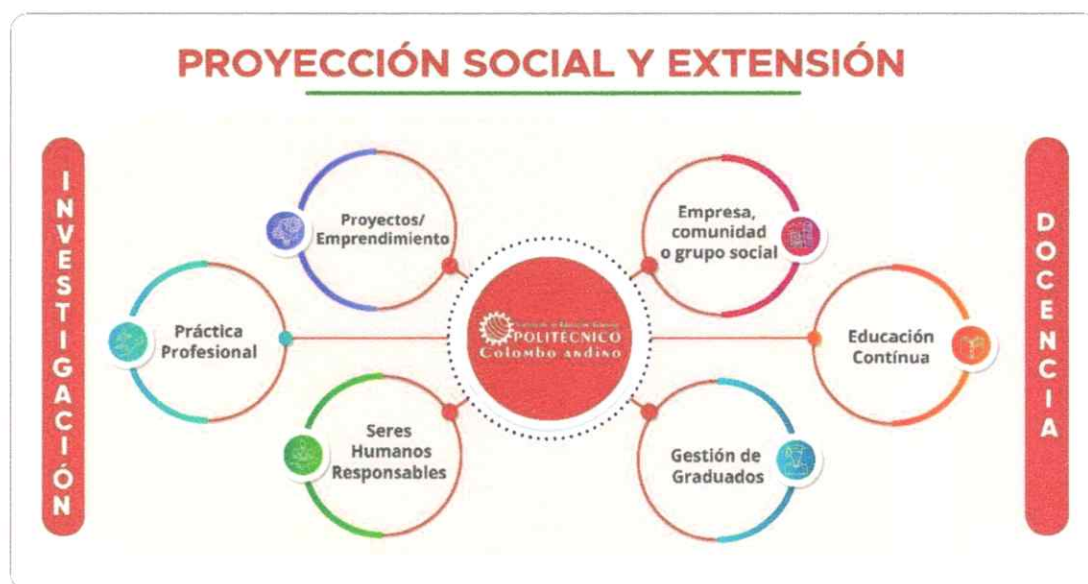 PROYECCIÓN SOCIAL Y EXTENSIÓN
INVESTIGACIÓN
Proyectos/
Emprendimiento
Empresa,
comunidad
o grupo social
Práctica
Profesional
POLITÉCNICO
Colombo andino
Educación
Contínua
Seres
Humanos
Responsables
Gestión de
Graduados
DOCENCIA